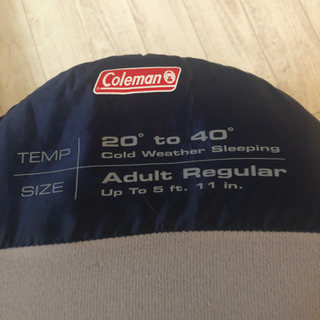 Coleman
TEMP 20° to 40°
Cold Weather Sleeping
SIZE Adult Regular
Up To 5 ft. 11 in.